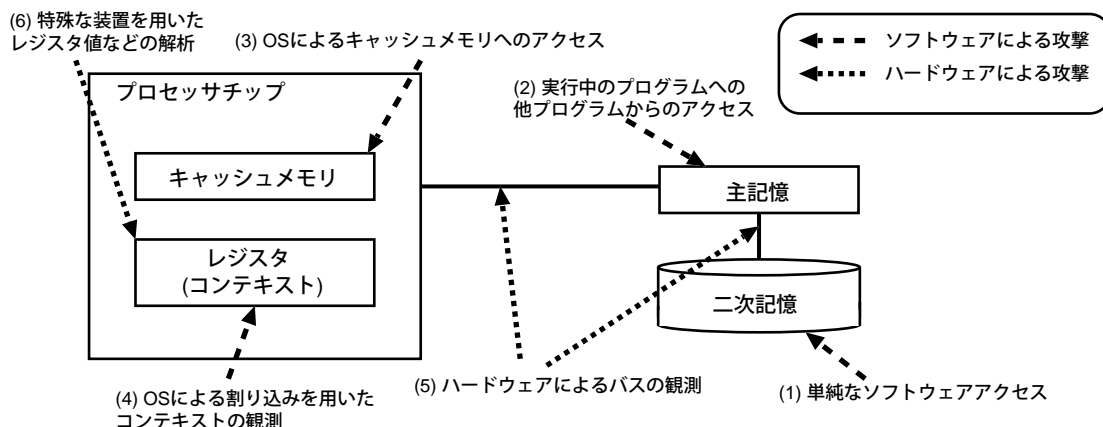 (6) 特殊な装置を用いた
レジスタ値などの解析
(3) OSによるキャッシュメモリへのアクセス
ソフトウェアによる攻撃
ハードウェアによる攻撃
プロセッサチップ
(2) 実行中のプログラムへの
他プログラムからのアクセス
キャッシュメモリ
主記憶
レジスタ
(コンテキスト)
二次記憶
(5) ハードウェアによるバスの観測
(1) 単純なソフトウェアアクセス
(4) OSによる割り込みを用いた
コンテキストの観測